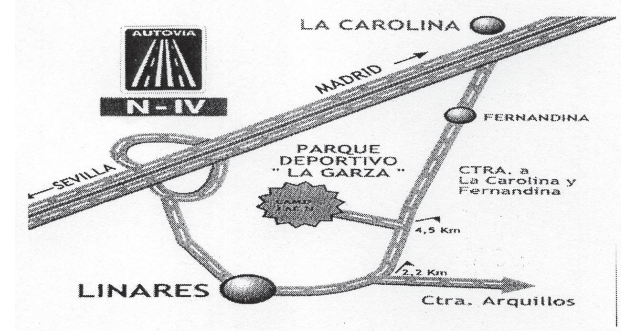 LA CAROLINA
AUTOVIA
N-IV
MADRID
FERNANDINA
PARQUE
DEPORTIVO
" LA GARZA "
SEVILLA
CTRA. a
La Carolina y
Fernandina
4,5 Km
2,2 Km
LINARES
Ctra. Arquillos